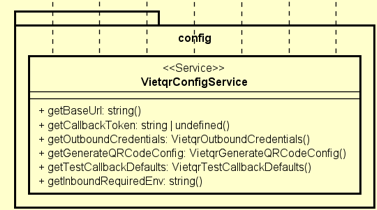 config
<<Service>>
VietqrConfigService
+ getBaseUrl: string()
+ getCallbackToken: string | undefined()
+ getOutboundCredentials: VietqrOutboundCredentials()
+ getGenerateQRCodeConfig: VietqrGenerateQRCodeConfig()
+ getTestCallbackDefaults: VietqrTestCallbackDefaults()
+ getInboundRequiredEnv: string()